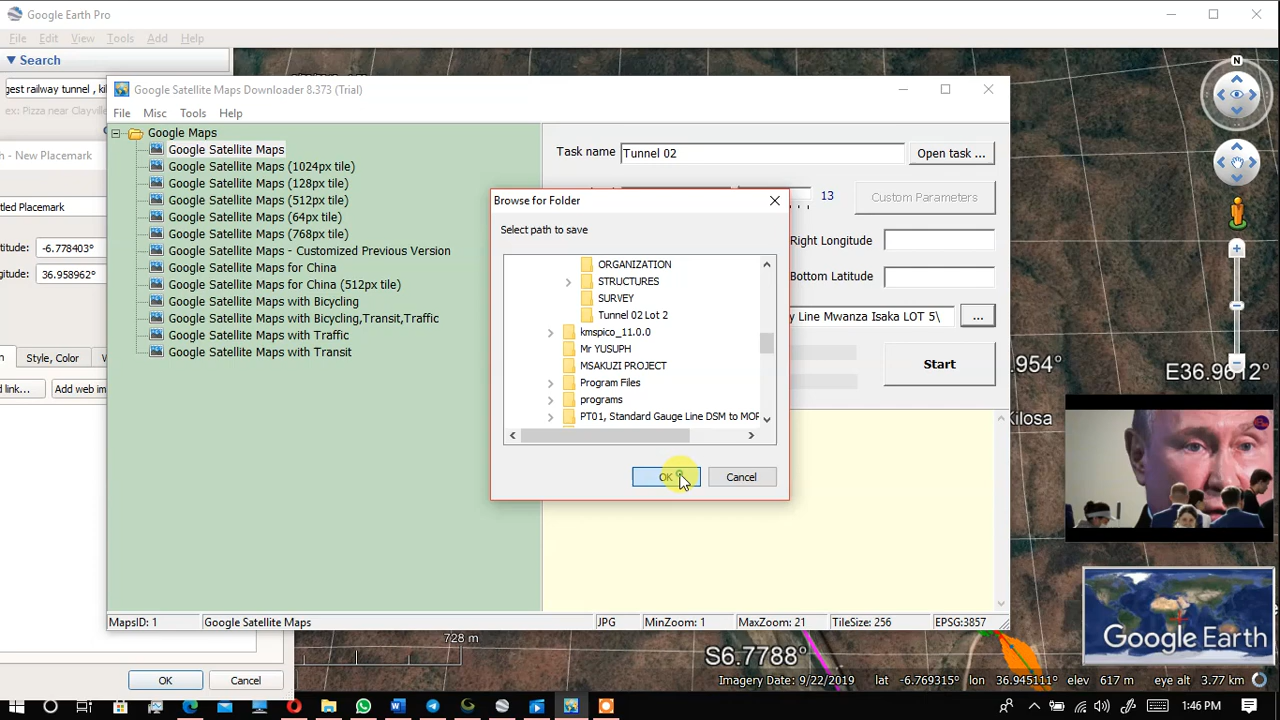 Google Earth Pro
File Edit View Tools Add Help
Search
gest railway tunnel , kil
ex: Pizza near Clayville
- New Placemark
tled Placemark
titude: -6.778403°
ngitude: 36.958962°
Style, Color
d link... Add web im
OK Cancel
Google Satellite Maps Downloader 8.373 (Trial)
File Misc Tools Help
Google Maps
Google Satellite Maps
Google Satellite Maps (1024px tile)
Google Satellite Maps (128px tile)
Google Satellite Maps (512px tile)
Google Satellite Maps (64px tile)
Google Satellite Maps (768px tile)
Google Satellite Maps - Customized Previous Version
Google Satellite Maps for China
Google Satellite Maps for China (512px tile)
Google Satellite Maps with Bicycling
Google Satellite Maps with Bicycling,Transit,Traffic
Google Satellite Maps with Traffic
Google Satellite Maps with Transit
Task name Tunnel 02 Open task ...
13 Custom Parameters
Right Longitude
Bottom Latitude
y Line Mwanza Isaka LOT 5\ ...
Start
Browse for Folder
Select path to save
ORGANIZATION
STRUCTURES
SURVEY
Tunnel 02 Lot 2
kmspico_11.0.0
Mr YUSUPH
MSAKUZI PROJECT
Program Files
programs
PT01, Standard Gauge Line DSM to MOR
OK Cancel
MapsID: 1 Google Satellite Maps JPG MinZoom: 1 MaxZoom: 21 TileSize: 256 EPSG:3857
N
.954° E36.9612°
Kilosa
728 m
S6.7788°
Google Earth
Imagery Date: 9/22/2019 lat -6.769315° lon 36.945111° elev 617 m eye alt 3.77 km
1:46 PM